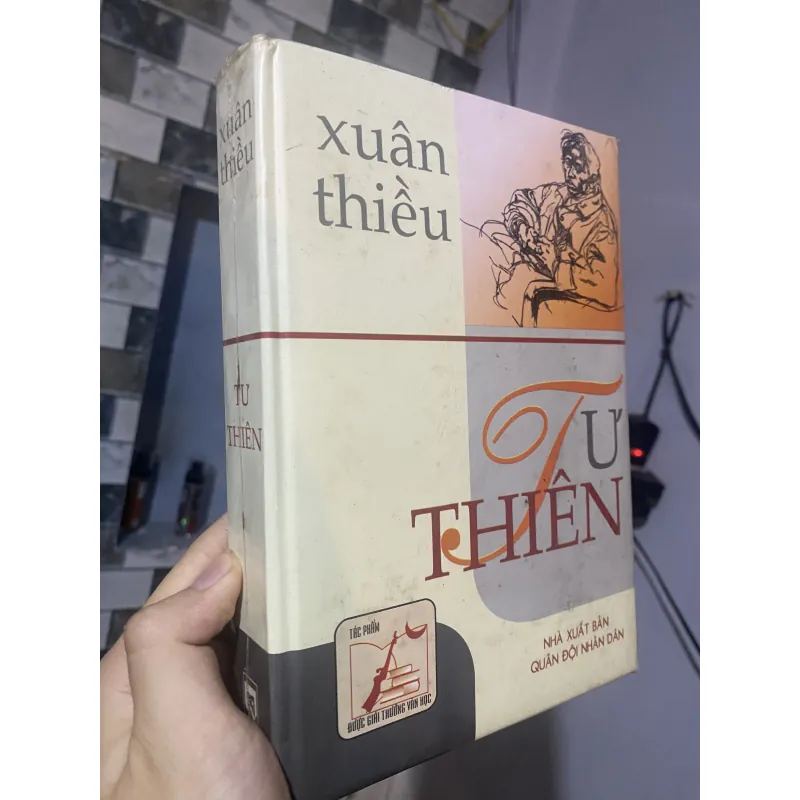 xuân
thiều
TƯ
THIÊN
xuân
thiều
TƯ
THIÊN
NHÀ XUẤT BẢN
QUÂN ĐỘI NHÂN DÂN
TÁC PHẨM
ĐƯỢC GIẢI THƯỞNG VĂN HỌC